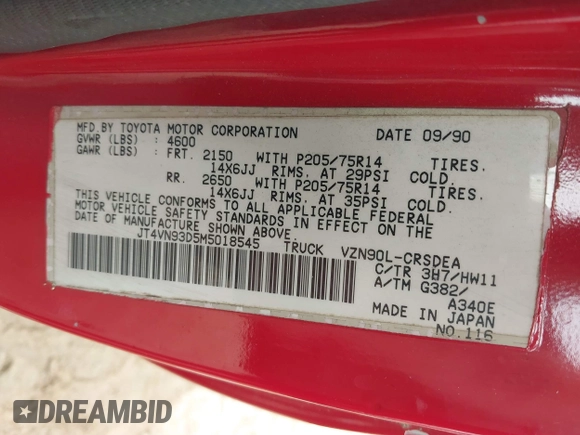 MFD.BY TOYOTA MOTOR CORPORATION DATE 09/90
GVWR (LBS) : 4600
GAWR (LBS) : FRT. 2150 WITH P205/75R14 TIRES.
14X6JJ RIMS. AT 29PSI COLD.
RR. 2650 WITH P205/75R14 TIRES.
14X6JJ RIMS. AT 35PSI COLD.
THIS VEHICLE CONFORMS TO ALL APPLICABLE FEDERAL
MOTOR VEHICLE SAFETY STANDARDS IN EFFECT ON THE
DATE OF MANUFACTURE SHOWN ABOVE.
JT4VN93D5M5018545 TRUCK VZN90L-CRSDEA
C/TR 3H7/HW11
A/TM G382/
A340E
MADE IN JAPAN
NO.116
DREAMBID